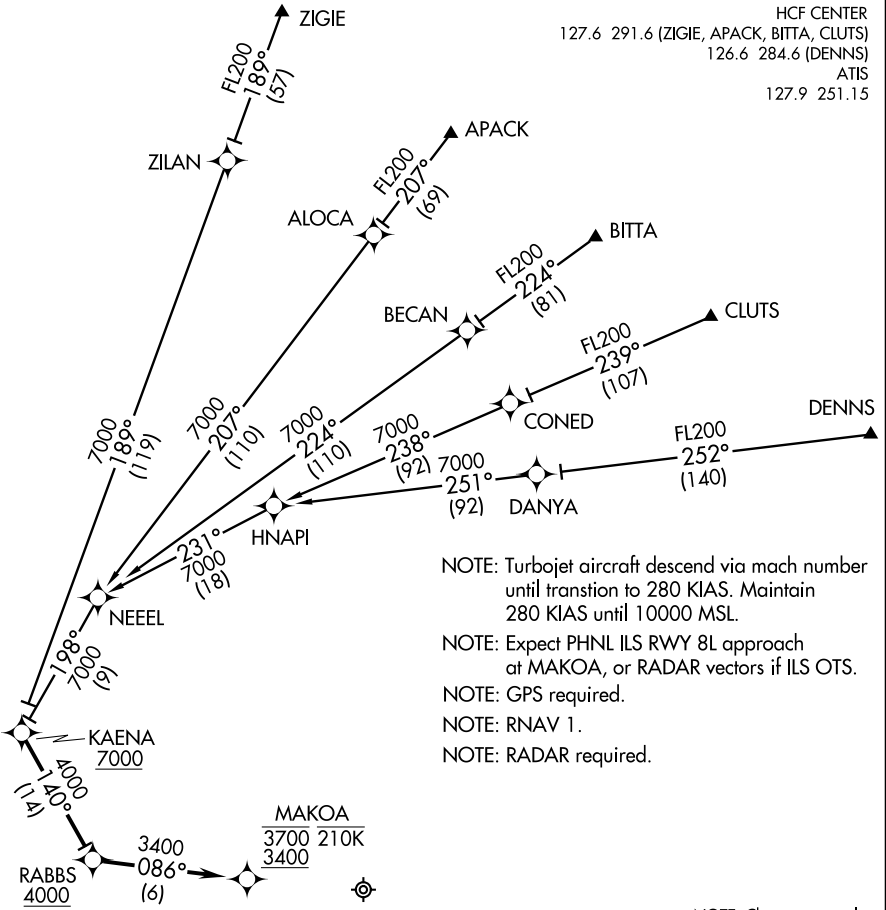 HCF CENTER
127.6 291.6 (ZIGIE, APACK, BITTA, CLUTS)
126.6 284.6 (DENNS)
ATIS
127.9 251.15
ZIGIE
FL200
189°
(57)
ZILAN
APACK
FL200
207°
(69)
ALOCA
BITTA
FL200
224°
(81)
BECAN
CLUTS
FL200
239°
(107)
CONED
DENNS
FL200
252°
(140)
DANYA
7000
189°
(119)
7000
207°
(110)
7000
224°
(110)
7000
238°
(92)
7000
251°
(92)
HNAPI
231°
7000
(18)
NEEEL
198°
7000
(9)
KAENA
7000
4000
140°
(14)
RABBS
4000
3400
086°
(6)
MAKOA
3700 210K
3400
NOTE: Turbojet aircraft descend via mach number
until transtion to 280 KIAS. Maintain
280 KIAS until 10000 MSL.
NOTE: Expect PHNL ILS RWY 8L approach
at MAKOA, or RADAR vectors if ILS OTS.
NOTE: GPS required.
NOTE: RNAV 1.
NOTE: RADAR required.